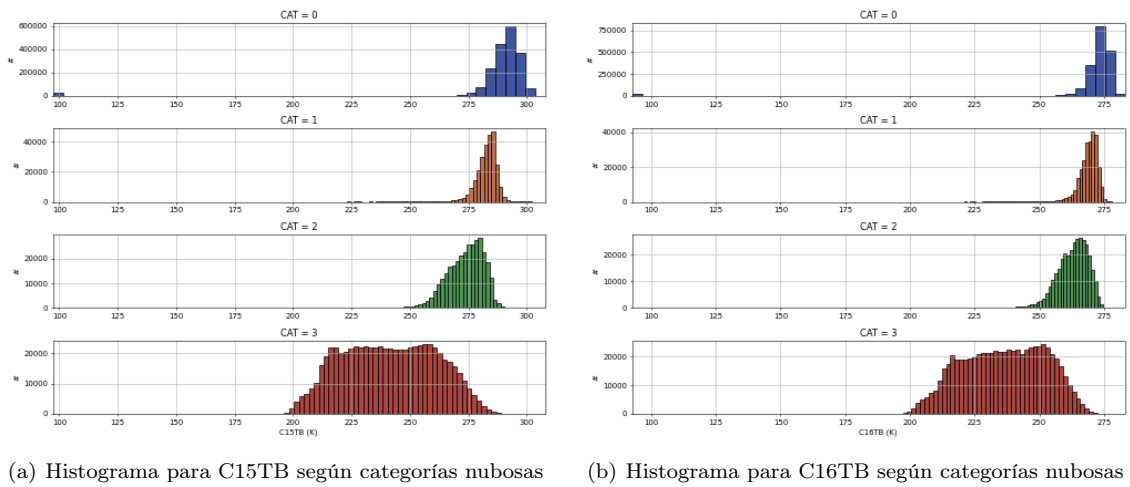 CAT = 0
600000
400000
200000
0
#
100 125 150 175 200 225 250 275 300
CAT = 1
40000
20000
0
#
100 125 150 175 200 225 250 275 300
CAT = 2
20000
10000
0
#
100 125 150 175 200 225 250 275 300
CAT = 3
20000
10000
0
#
100 125 150 175 200 225 250 275 300
C15TB (K)
(a) Histograma para C15TB según categorías nubosas
CAT = 0
750000
500000
250000
0
#
100 125 150 175 200 225 250 275
CAT = 1
40000
20000
0
#
100 125 150 175 200 225 250 275
CAT = 2
20000
10000
0
#
100 125 150 175 200 225 250 275
CAT = 3
20000
10000
0
#
100 125 150 175 200 225 250 275
C16TB (K)
(b) Histograma para C16TB según categorías nubosas